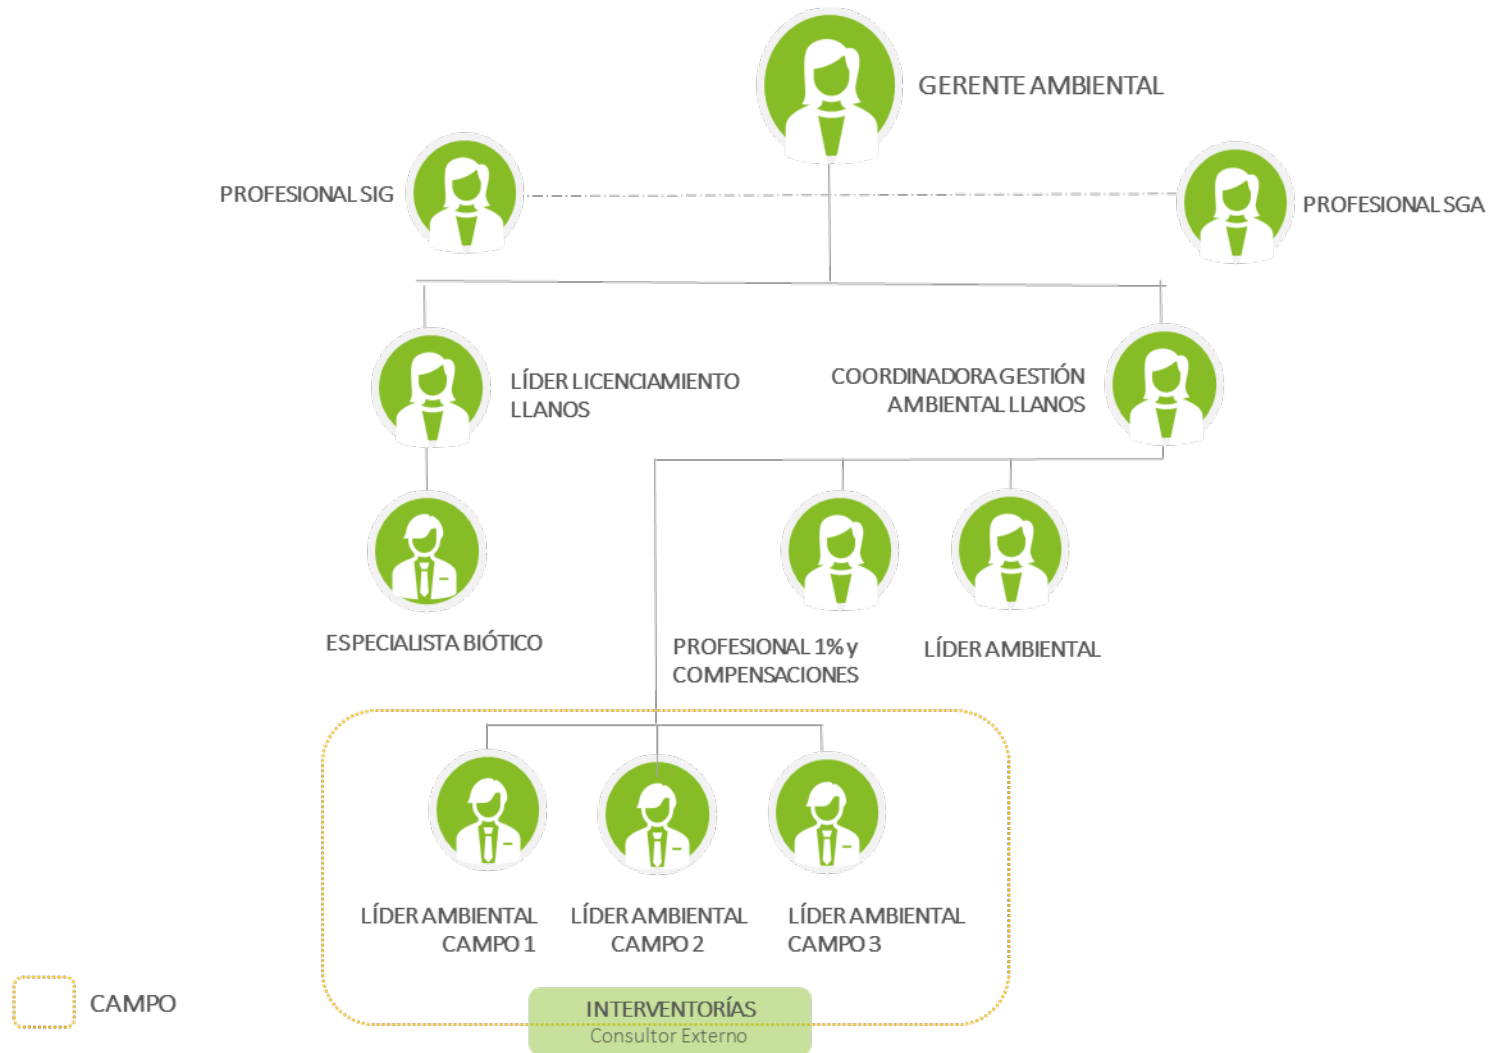 GERENTE AMBIENTAL
PROFESIONAL SIG
PROFESIONAL SGA
LÍDER LICENCIAMIENTO
LLANOS
COORDINADORA GESTIÓN
AMBIENTAL LLANOS
ESPECIALISTA BIÓTICO
PROFESIONAL 1% y
COMPENSACIONES
LÍDER AMBIENTAL
LÍDER AMBIENTAL
CAMPO 1
LÍDER AMBIENTAL
CAMPO 2
LÍDER AMBIENTAL
CAMPO 3
CAMPO
INTERVENTORÍAS
Consultor Externo